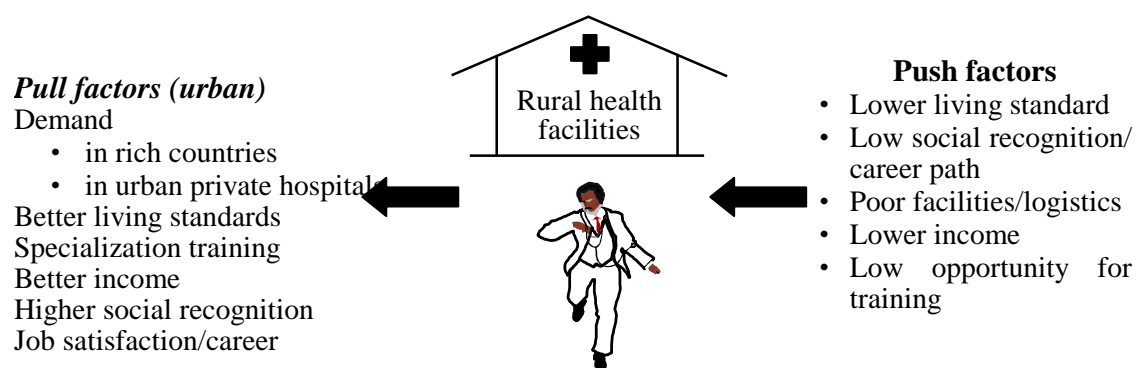 Pull factors (urban)
Demand
• in rich countries
• in urban private hospitals
Better living standards
Specialization training
Better income
Higher social recognition
Job satisfaction/career
Rural health
facilities
Push factors
• Lower living standard
• Low social recognition/
career path
• Poor facilities/logistics
• Lower income
• Low opportunity for
training